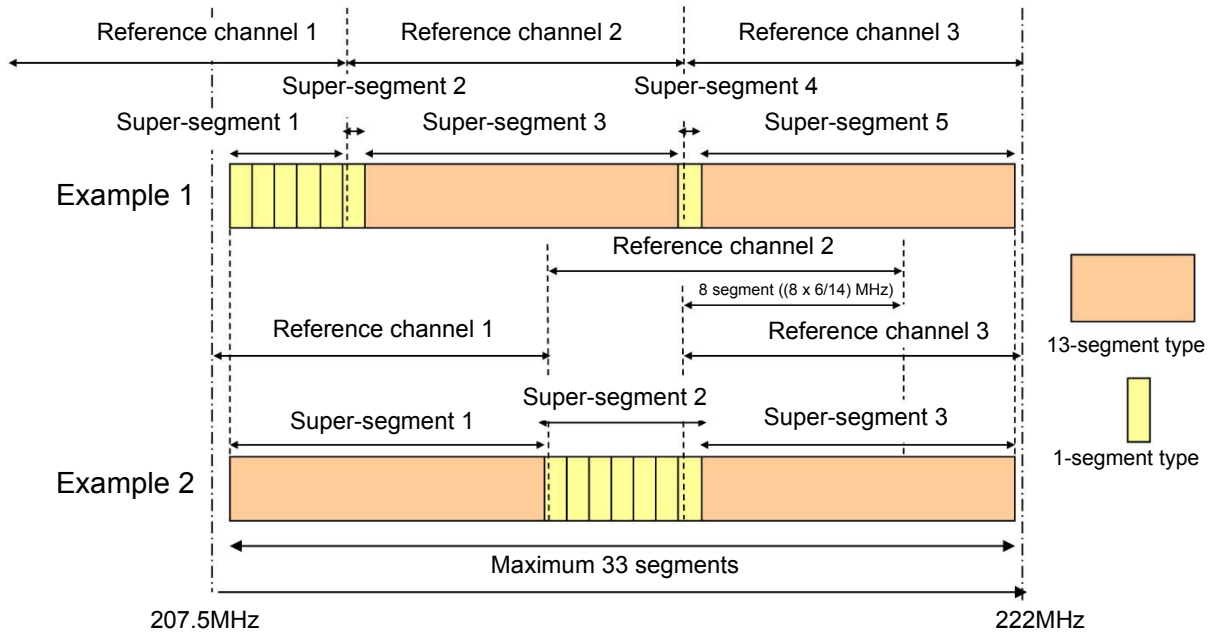 Reference channel 1
Reference channel 2
Reference channel 3
Super-segment 2
Super-segment 4
Super-segment 1
Super-segment 3
Super-segment 5
Example 1
Reference channel 2
8 segment ((8 x 6/14) MHz)
Reference channel 1
Reference channel 3
13-segment type
Super-segment 2
Super-segment 1
Super-segment 3
1-segment type
Example 2
Maximum 33 segments
207.5MHz
222MHz